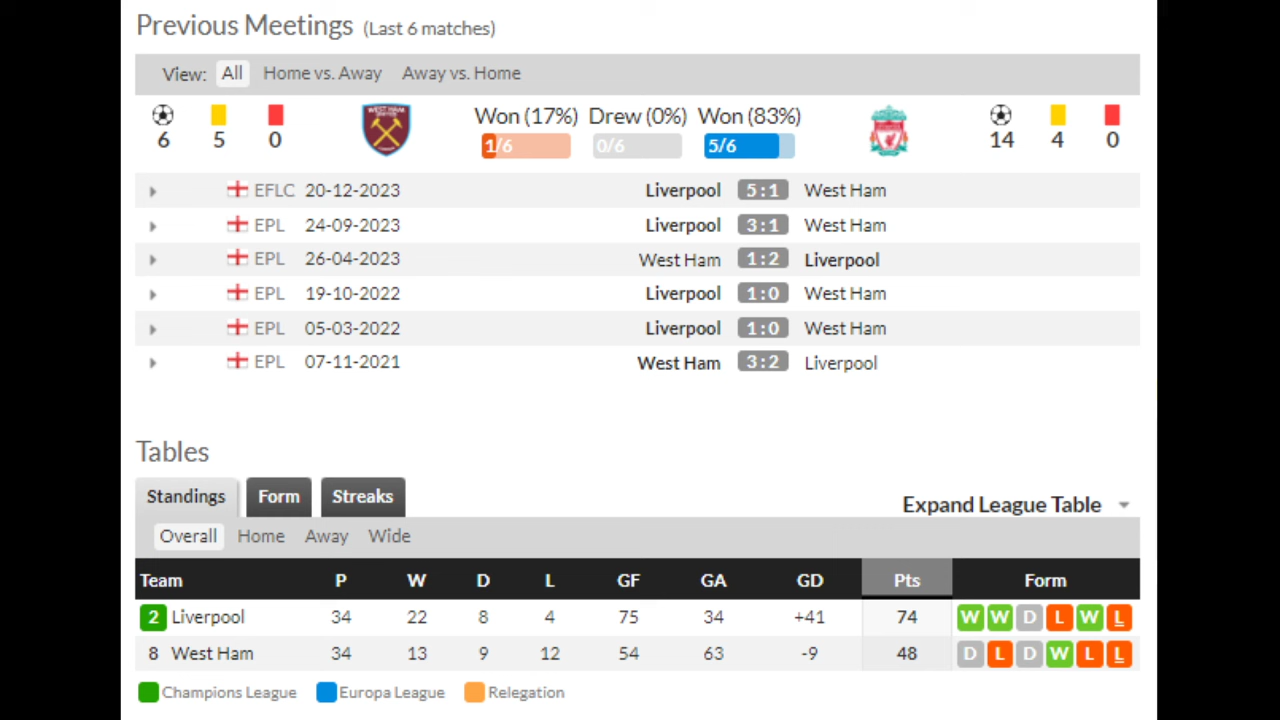 Previous Meetings (Last 6 matches)
View: All Home vs. Away Away vs. Home
Won (17%) Drew (0%) Won (83%)
6 5 0 WEST HAM UNITED 1/6 0/6 5/6 14 4 0
EFLC 20-12-2023 Liverpool 5:1 West Ham
EPL 24-09-2023 Liverpool 3:1 West Ham
EPL 26-04-2023 West Ham 1:2 Liverpool
EPL 19-10-2022 Liverpool 1:0 West Ham
EPL 05-03-2022 Liverpool 1:0 West Ham
EPL 07-11-2021 West Ham 3:2 Liverpool
Tables
Standings Form Streaks
Expand League Table
Overall Home Away Wide
Team P W D L GF GA GD Pts Form
2 Liverpool 34 22 8 4 75 34 +41 74 W W D L W L
8 West Ham 34 13 9 12 54 63 -9 48 D L D W L L
Champions League Europa League Relegation